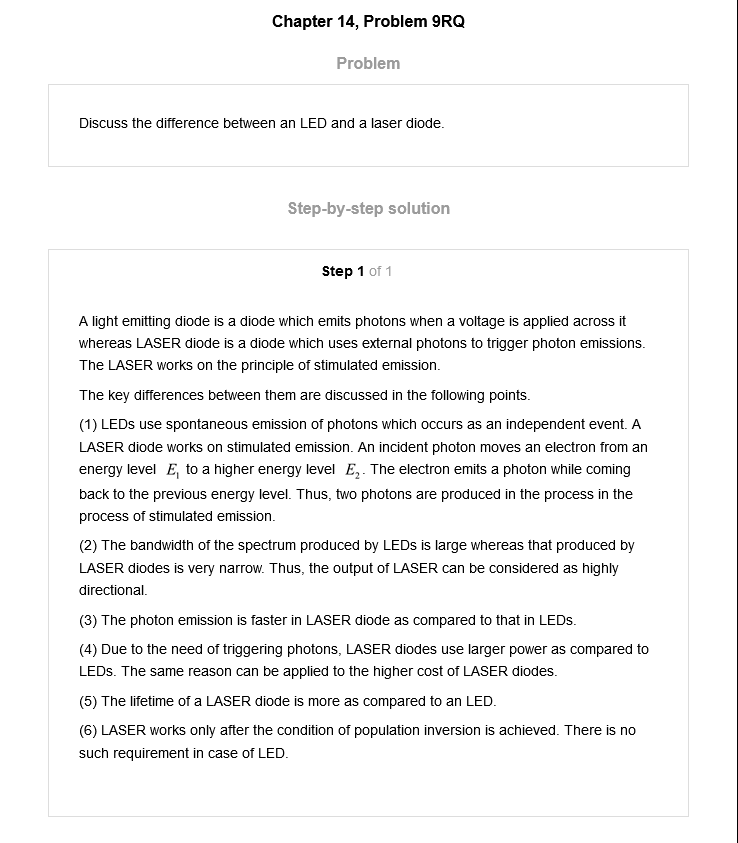 Chapter 14, Problem 9RQ
Problem
Discuss the difference between an LED and a laser diode.
Step-by-step solution
Step 1 of 1
A light emitting diode is a diode which emits photons when a voltage is applied across it
whereas LASER diode is a diode which uses external photons to trigger photon emissions.
The LASER works on the principle of stimulated emission.
The key differences between them are discussed in the following points.
(1) LEDs use spontaneous emission of photons which occurs as an independent event. A
LASER diode works on stimulated emission. An incident photon moves an electron from an
energy level E₁ to a higher energy level E₂. The electron emits a photon while coming
back to the previous energy level. Thus, two photons are produced in the process in the
process of stimulated emission.
(2) The bandwidth of the spectrum produced by LEDs is large whereas that produced by
LASER diodes is very narrow. Thus, the output of LASER can be considered as highly
directional.
(3) The photon emission is faster in LASER diode as compared to that in LEDs.
(4) Due to the need of triggering photons, LASER diodes use larger power as compared to
LEDs. The same reason can be applied to the higher cost of LASER diodes.
(5) The lifetime of a LASER diode is more as compared to an LED.
(6) LASER works only after the condition of population inversion is achieved. There is no
such requirement in case of LED.